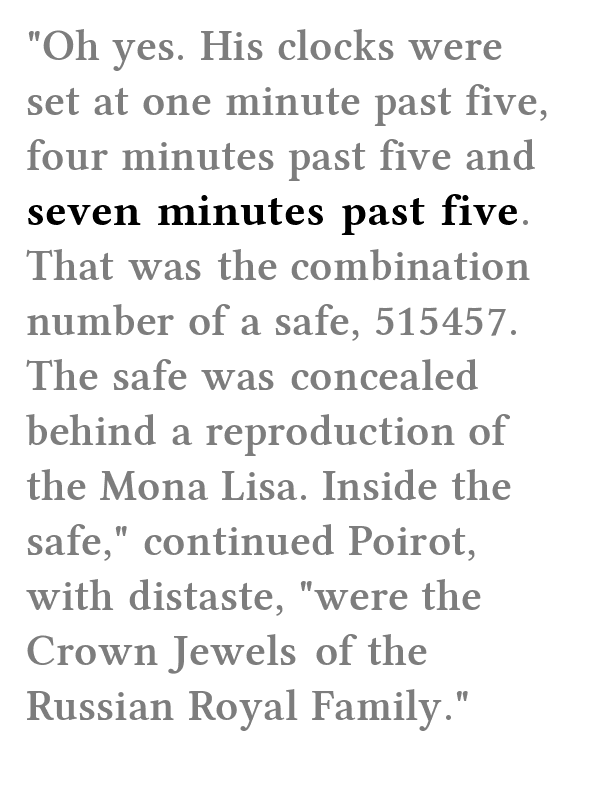 "Oh yes. His clocks were
set at one minute past five,
four minutes past five and
seven minutes past five.
That was the combination
number of a safe, 515457.
The safe was concealed
behind a reproduction of
the Mona Lisa. Inside the
safe," continued Poirot,
with distaste, "were the
Crown Jewels of the
Russian Royal Family."